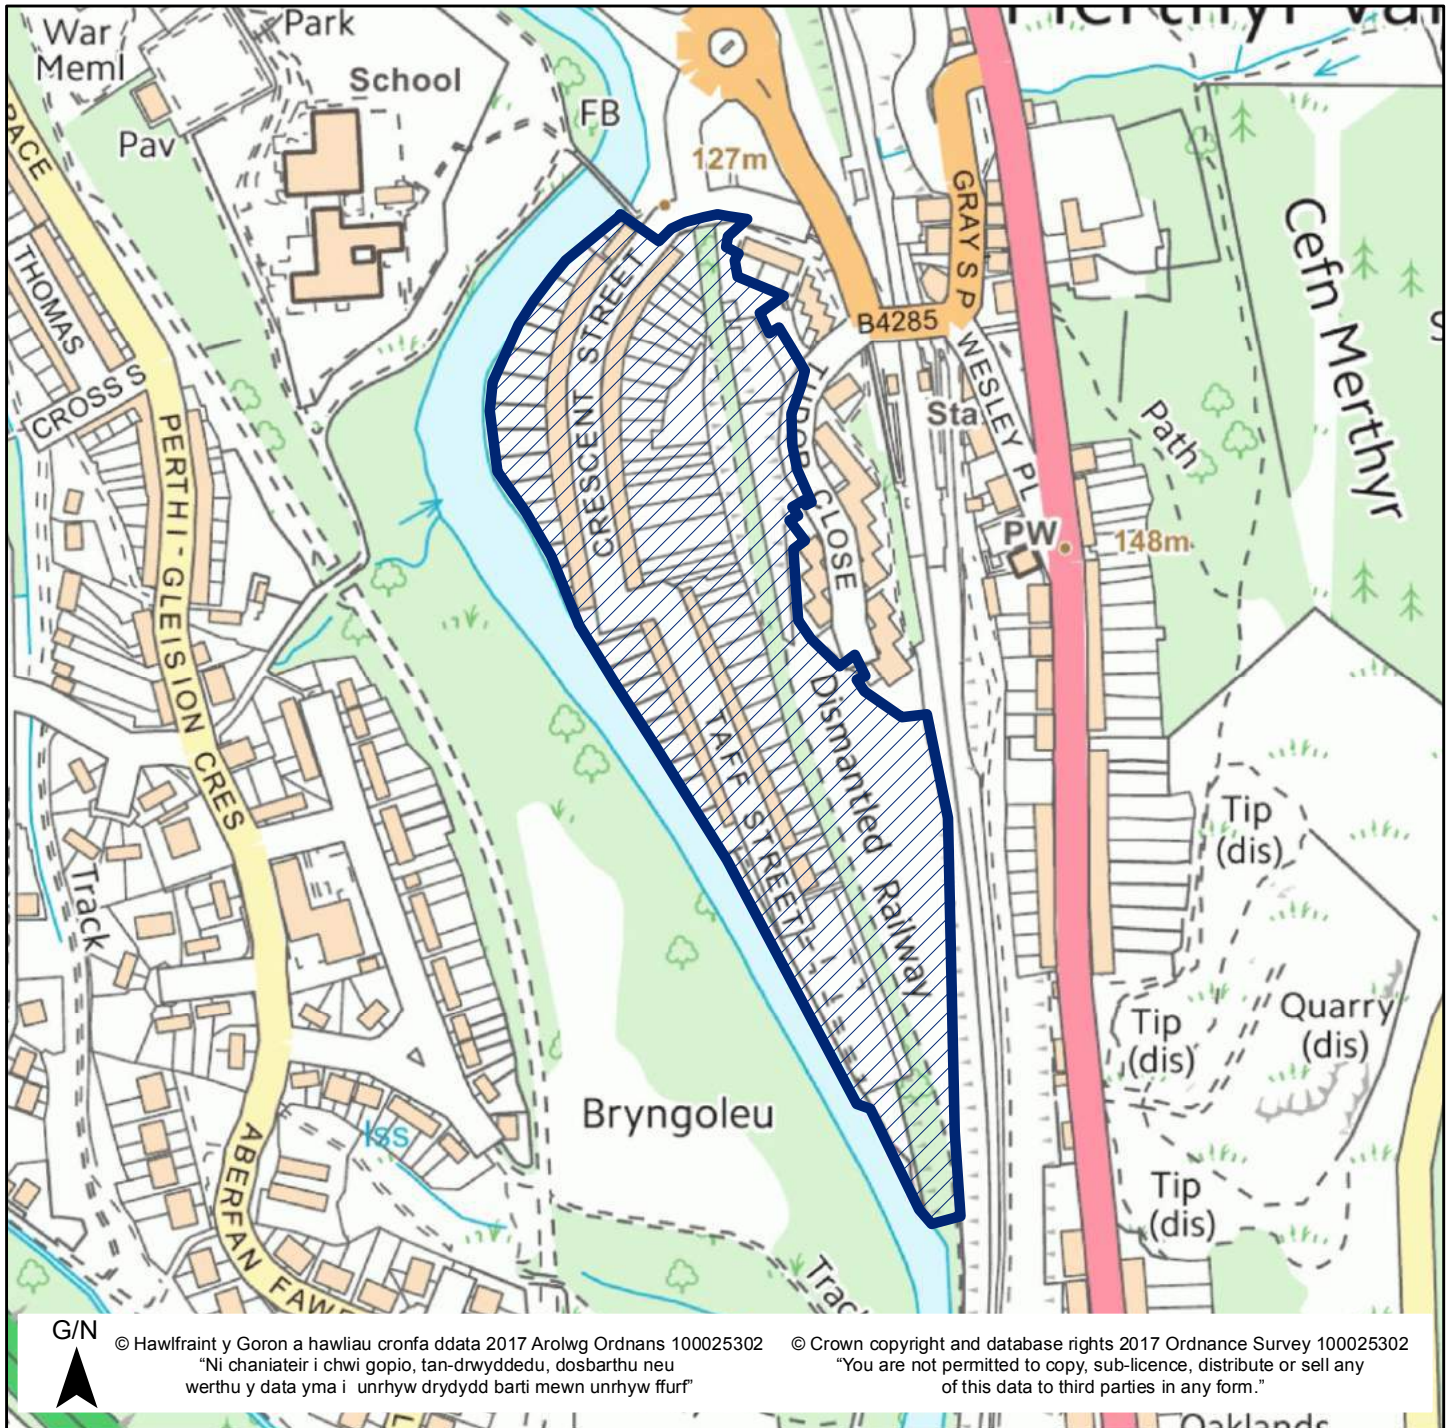 War
Meml
Park
School
Pav
FB
127m
GRAY S P
B4285
THOMAS
CROSS S
PERTHI-GLEISION CRES
CRESCENT STREET
CLOSE
WESLEY PL
Sta
PW
148m
Path
Cefn Merthyr
TAFF STREET
Dismantled Railway
Tip
(dis)
Track
Quarry
(dis)
Tip
(dis)
Bryngoleu
Iss
Tip
(dis)
ABERFAN
G/N
© Hawlfraint y Goron a hawliau cronfa ddata 2017 Arolwg Ordnans 100025302
“Ni chaniateir i chwi gopio, tan-drwyddedu, dosbarthu neu
werthu y data yma i unrhyw drydydd barti mewn unrhyw ffurf”
© Crown copyright and database rights 2017 Ordnance Survey 100025302
“You are not permitted to copy, sub-licence, distribute or sell any
of this data to third parties in any form.”